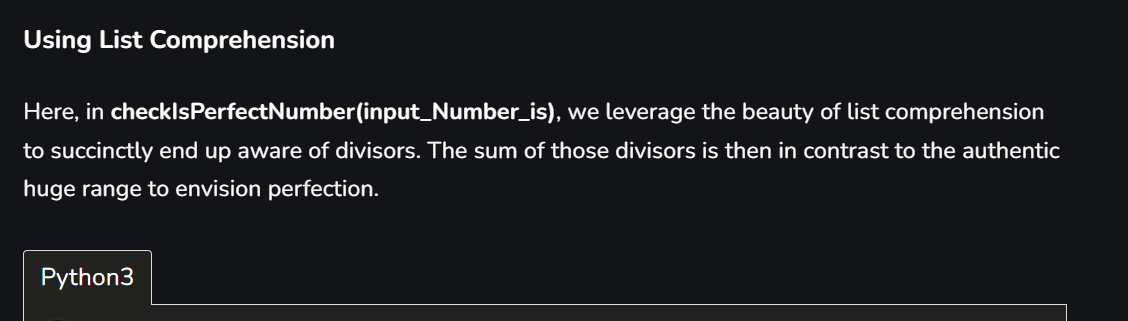 Using List Comprehension
Here, in checkIsPerfectNumber(input_Number_is), we leverage the beauty of list comprehension
to succinctly end up aware of divisors. The sum of those divisors is then in contrast to the authentic
huge range to envision perfection.
Python3